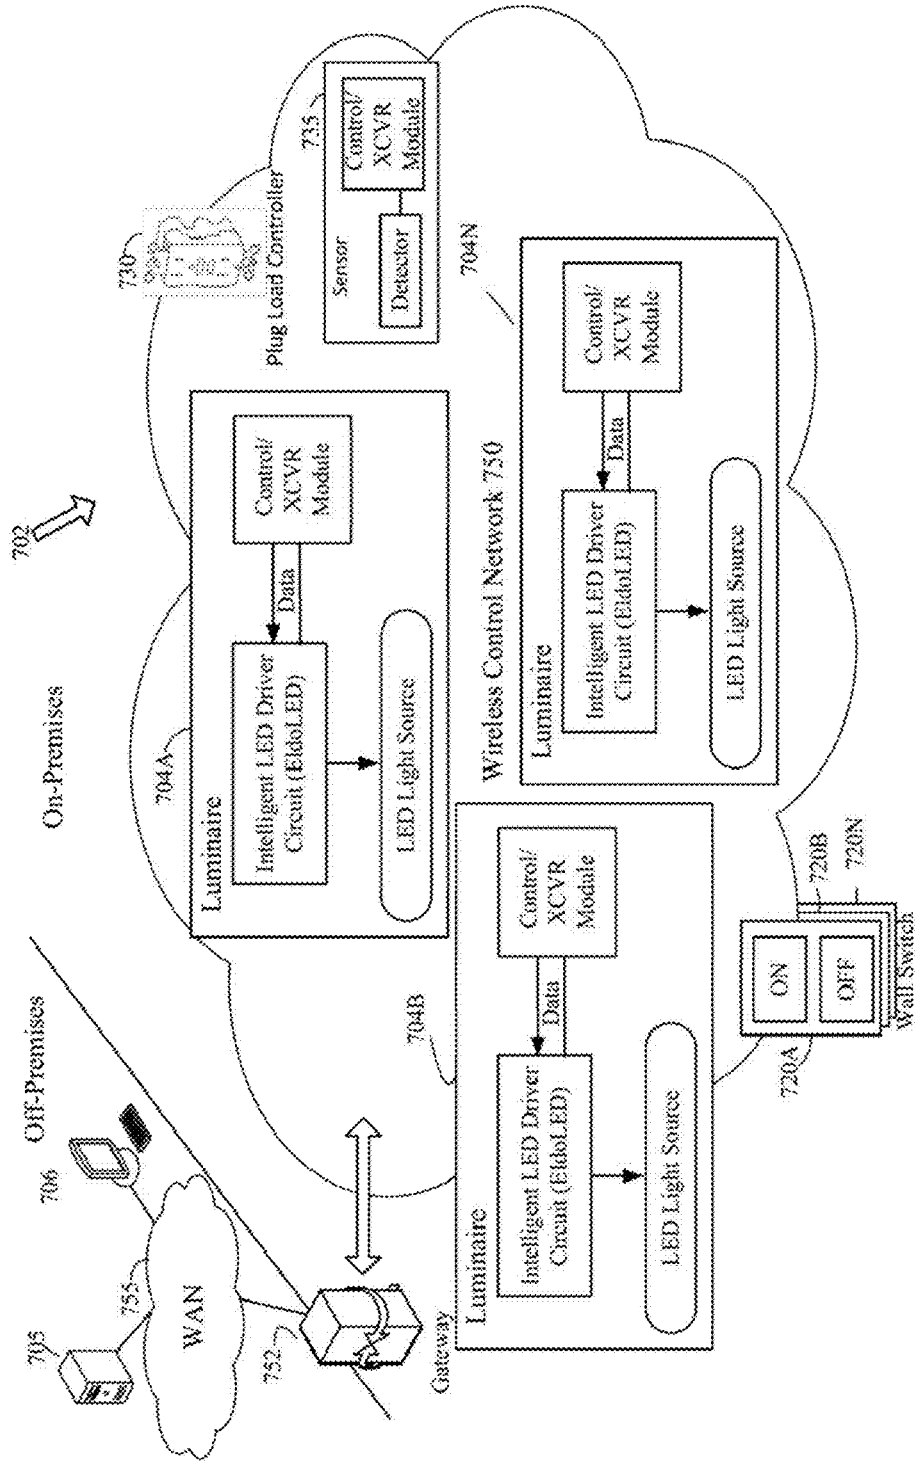 Off-Premises
On-Premises
702
705
755
706
WAN
752
Gateway
730
Plug Load Controller
735
Sensor
Detector
Control/
XCVR
Module
704A
Luminaire
Intelligent LED Driver
Circuit (EldoLED)
Data
Control/
XCVR
Module
LED Light Source
Wireless Control Network 750
704B
Luminaire
Intelligent LED Driver
Circuit (EldoLED)
Data
Control/
XCVR
Module
LED Light Source
704N
Luminaire
Intelligent LED Driver
Circuit (EldoLED)
Data
Control/
XCVR
Module
LED Light Source
ON
OFF
720A
720B
720N
Wall Switch